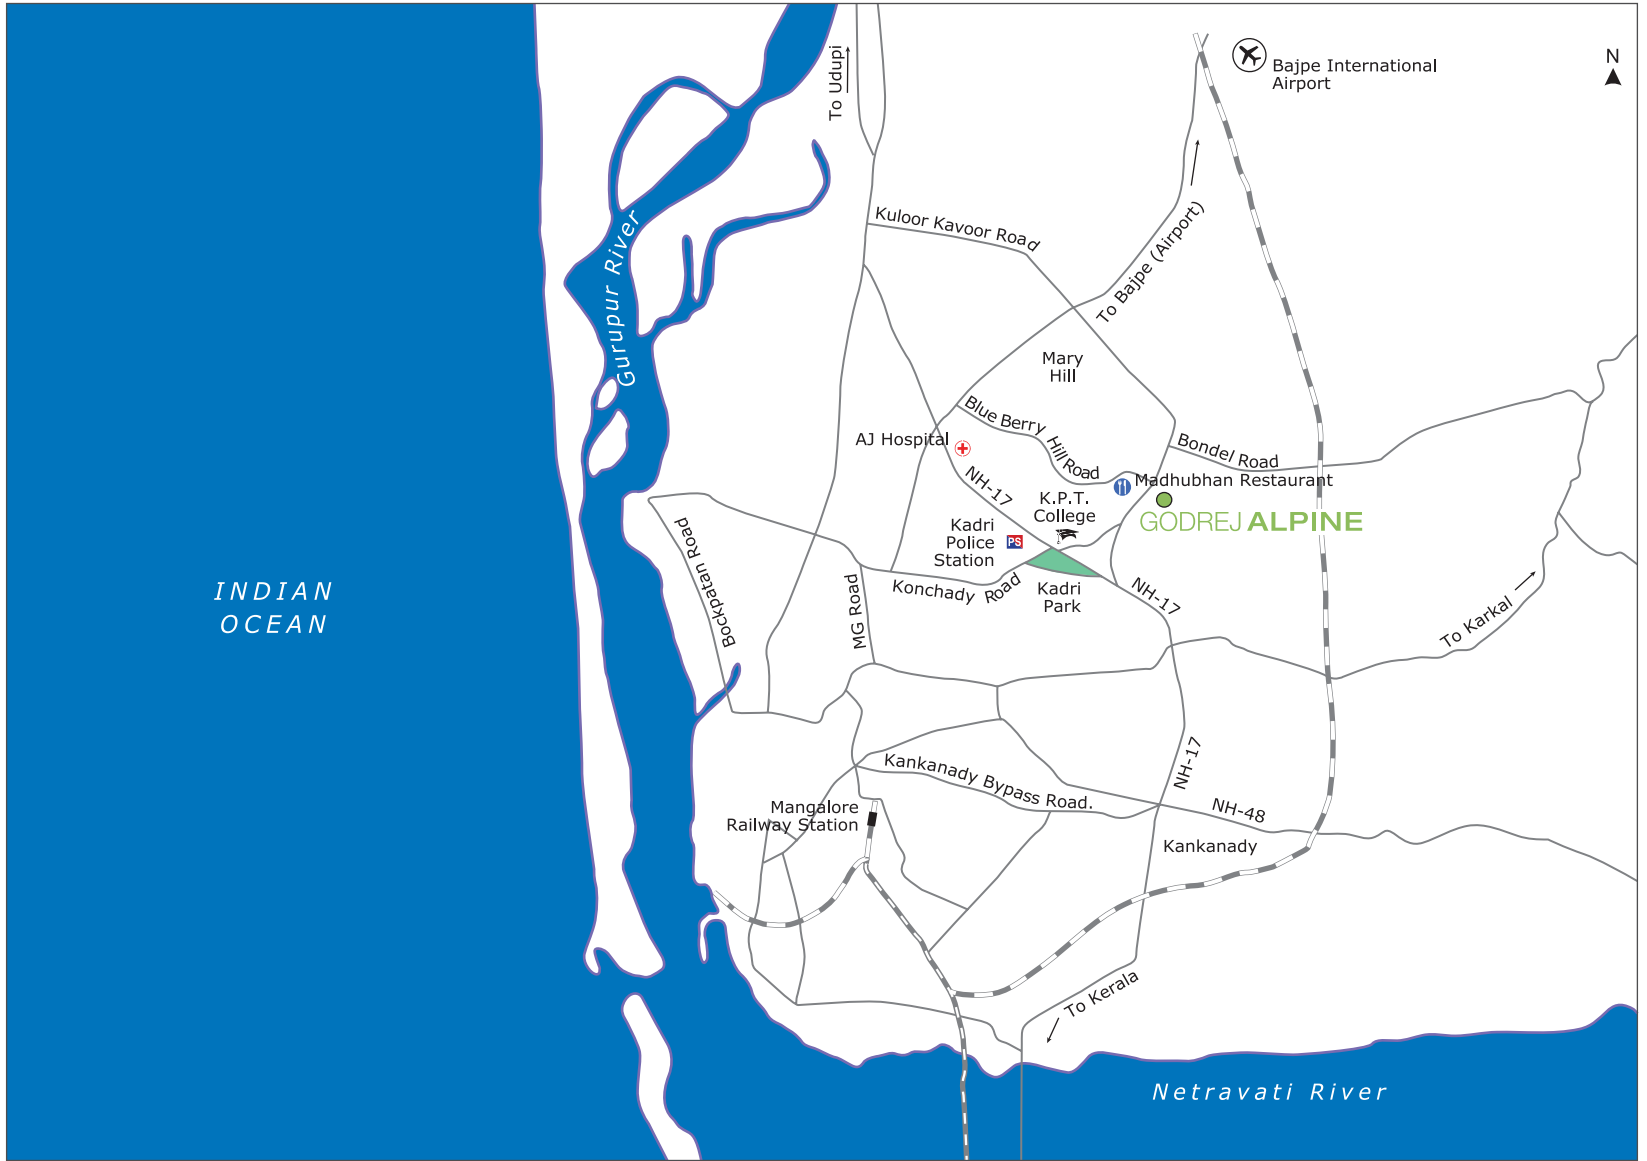 To Udupi
Bajpe International
Airport
N
Kuloor Kavoor Road
To Bajpe (Airport)
Gurupur River
Mary
Hill
Blue Berry Hill Road
AJ Hospital
Bondel Road
NH-17
Madhubhan Restaurant
K.P.T.
College
GODREJ ALPINE
Kadri
Police
Station
PS
Bockpatan Road
MG Road
Konchady Road
Kadri
Park
NH-17
INDIAN
OCEAN
To Karkal
NH-17
Kankanady Bypass Road.
Mangalore
Railway Station
NH-48
Kankanady
To Kerala
Netravati River